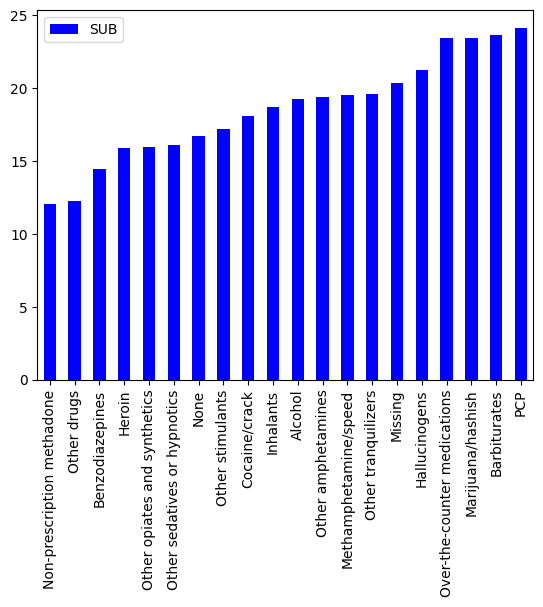 25
20
15
10
5
0
SUB
Non-prescription methadone
Other drugs
Benzodiazepines
Heroin
Other opiates and synthetics
Other sedatives or hypnotics
None
Other stimulants
Cocaine/crack
Inhalants
Alcohol
Other amphetamines
Methamphetamine/speed
Other tranquilizers
Missing
Hallucinogens
Over-the-counter medications
Marijuana/hashish
Barbiturates
PCP